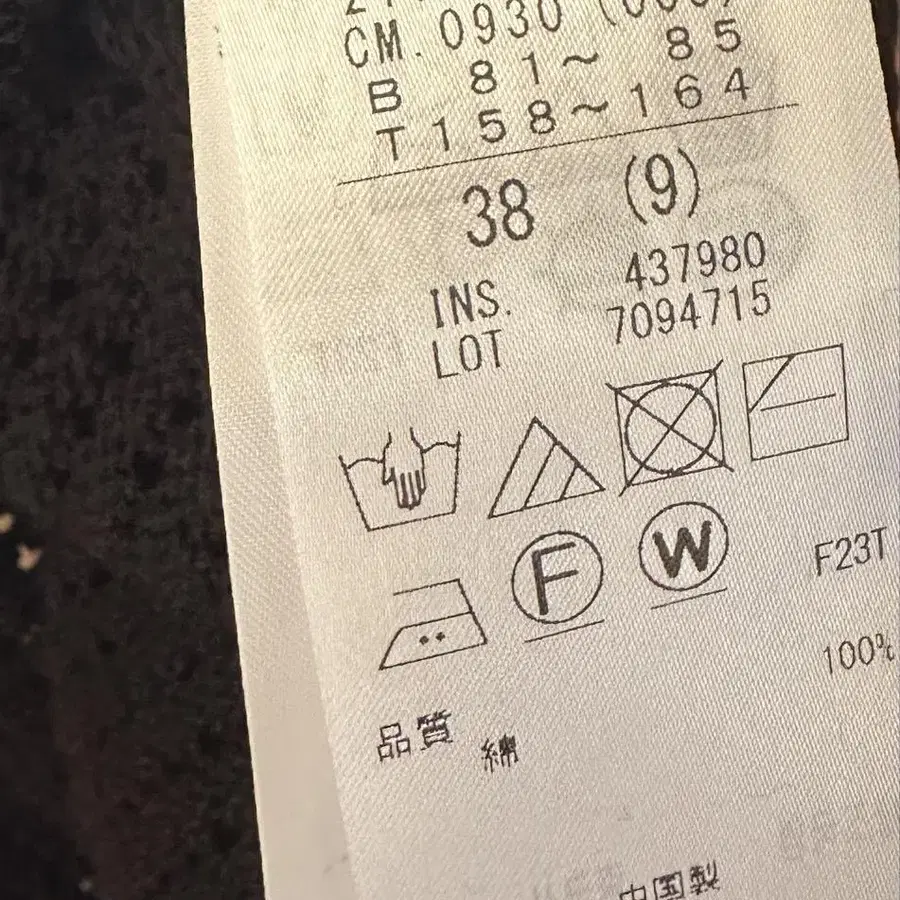 CM. 0930
B 81～ 85
T158～164
38 (9)
INS. 437980
LOT 7094715
F W
F23T
100%
品質 綿
中国製